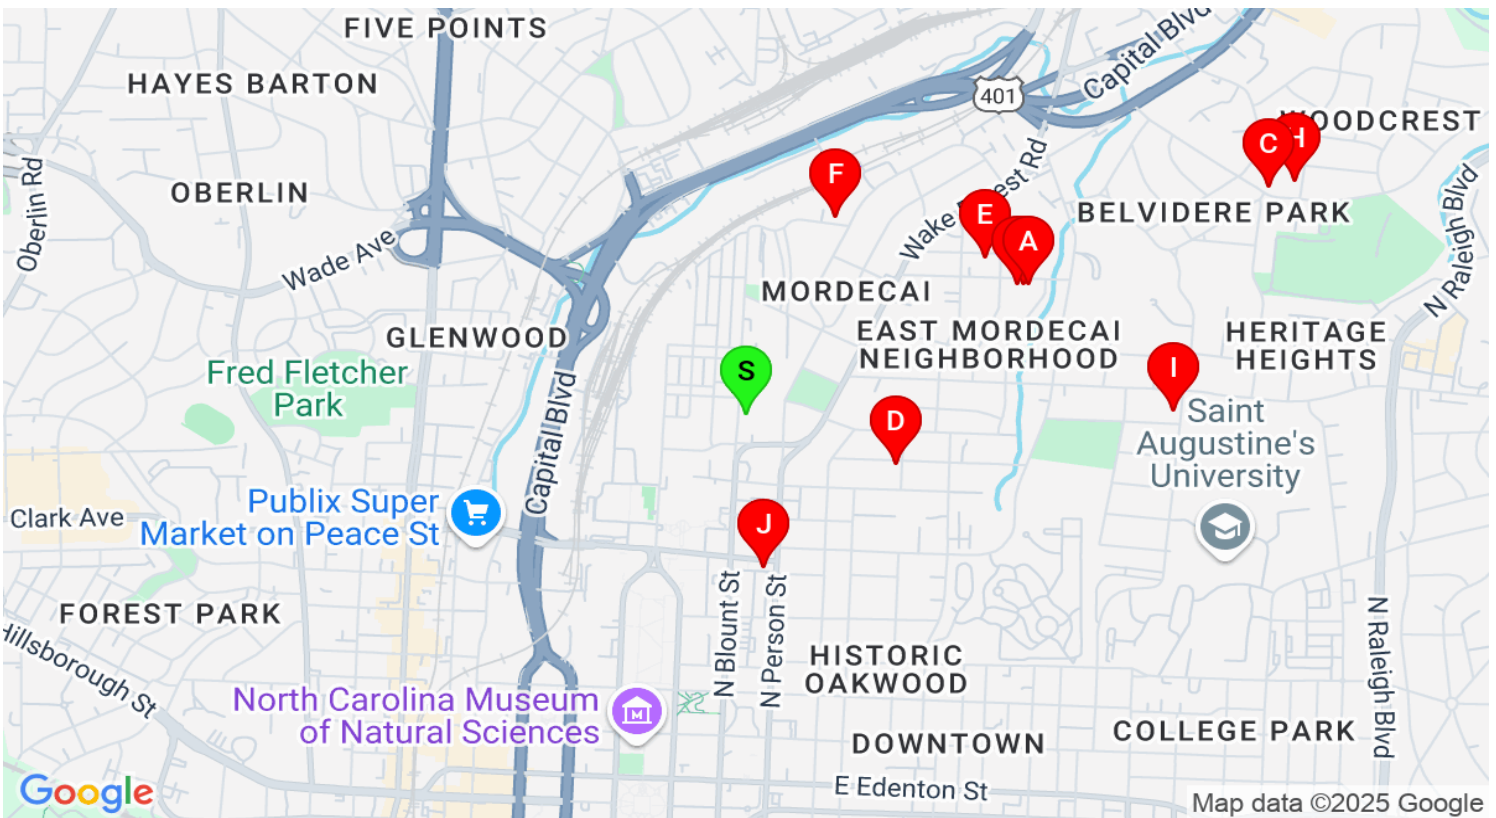 FIVE POINTS
HAYES BARTON
Capital Blvd
401
WOODCREST
C
H
F
Oberlin Rd
OBERLIN
Wake Forest Rd
BELVIDERE PARK
N Raleigh Blvd
E
A
Wade Ave
MORDECAI
GLENWOOD
EAST MORDECAI
NEIGHBORHOOD
HERITAGE
HEIGHTS
Fred Fletcher
Park
S
I
D
Saint
Augustine's
University
Capital Blvd
Publix Super
Market on Peace St
Clark Ave
J
FOREST PARK
N Blount St
N Person St
N Raleigh Blvd
Hillsborough St
HISTORIC
OAKWOOD
North Carolina Museum
of Natural Sciences
M
DOWNTOWN
COLLEGE PARK
E Edenton St
Google
Map data ©2025 Google